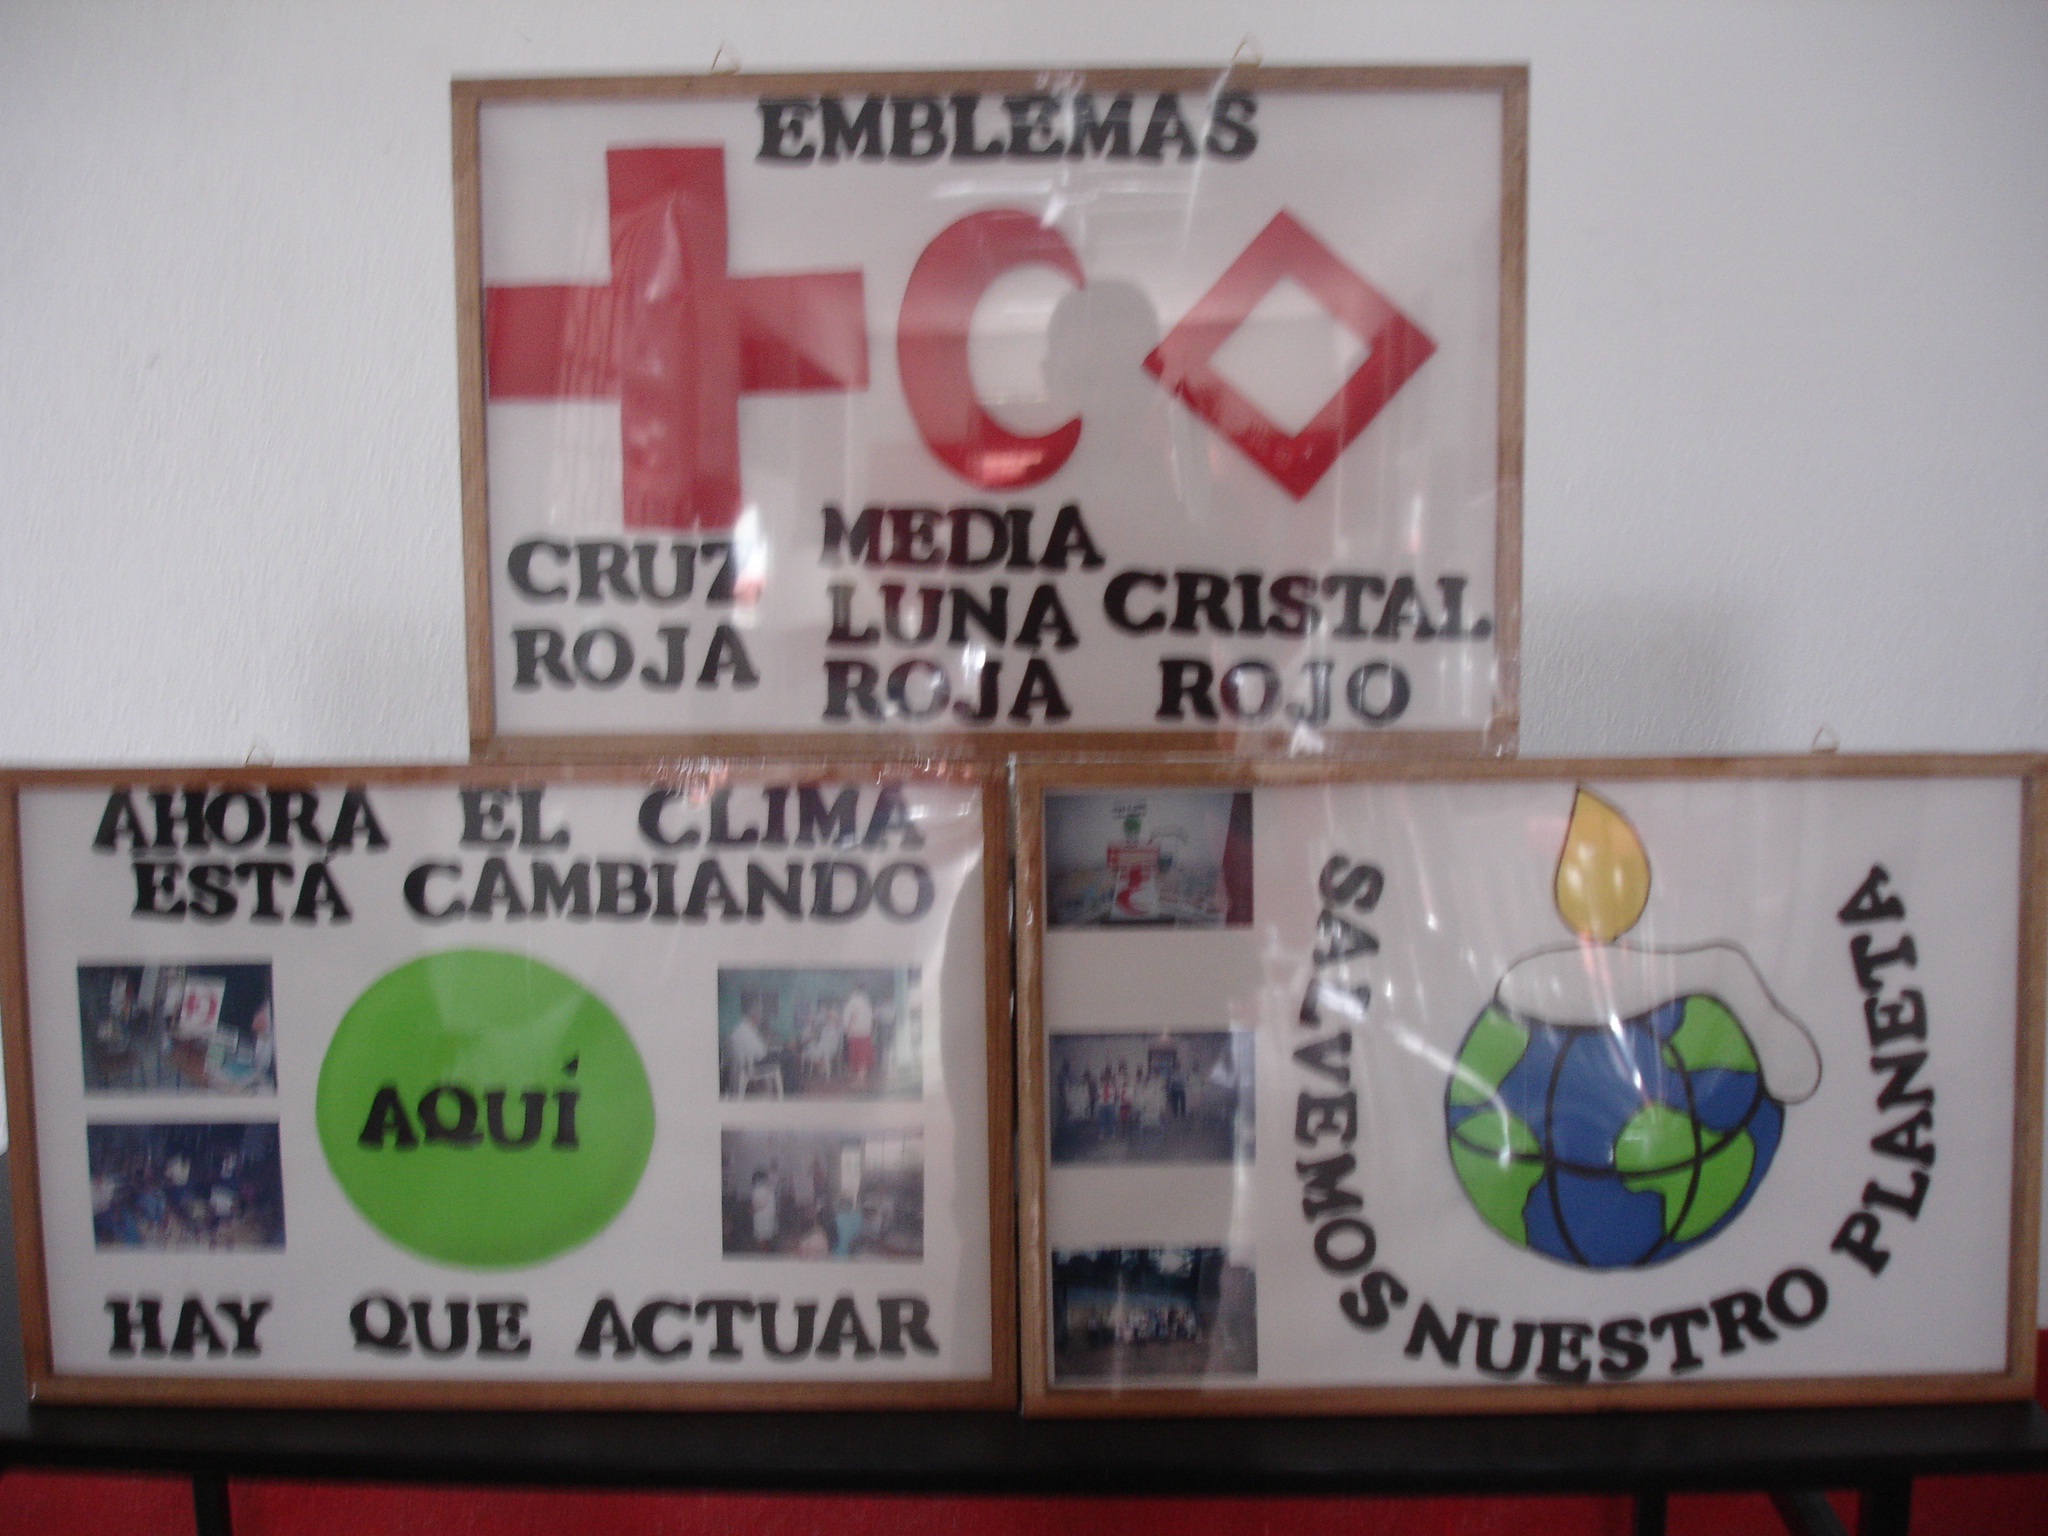 EMBLEMAS
CRUZ
ROJA
MEDIA
LUNA
ROJA
CRISTAL
ROJO
AHORA EL CLIMA
ESTÁ CAMBIANDO
AQUÍ
HAY QUE ACTUAR
SALVEMOS NUESTRO PLANETA